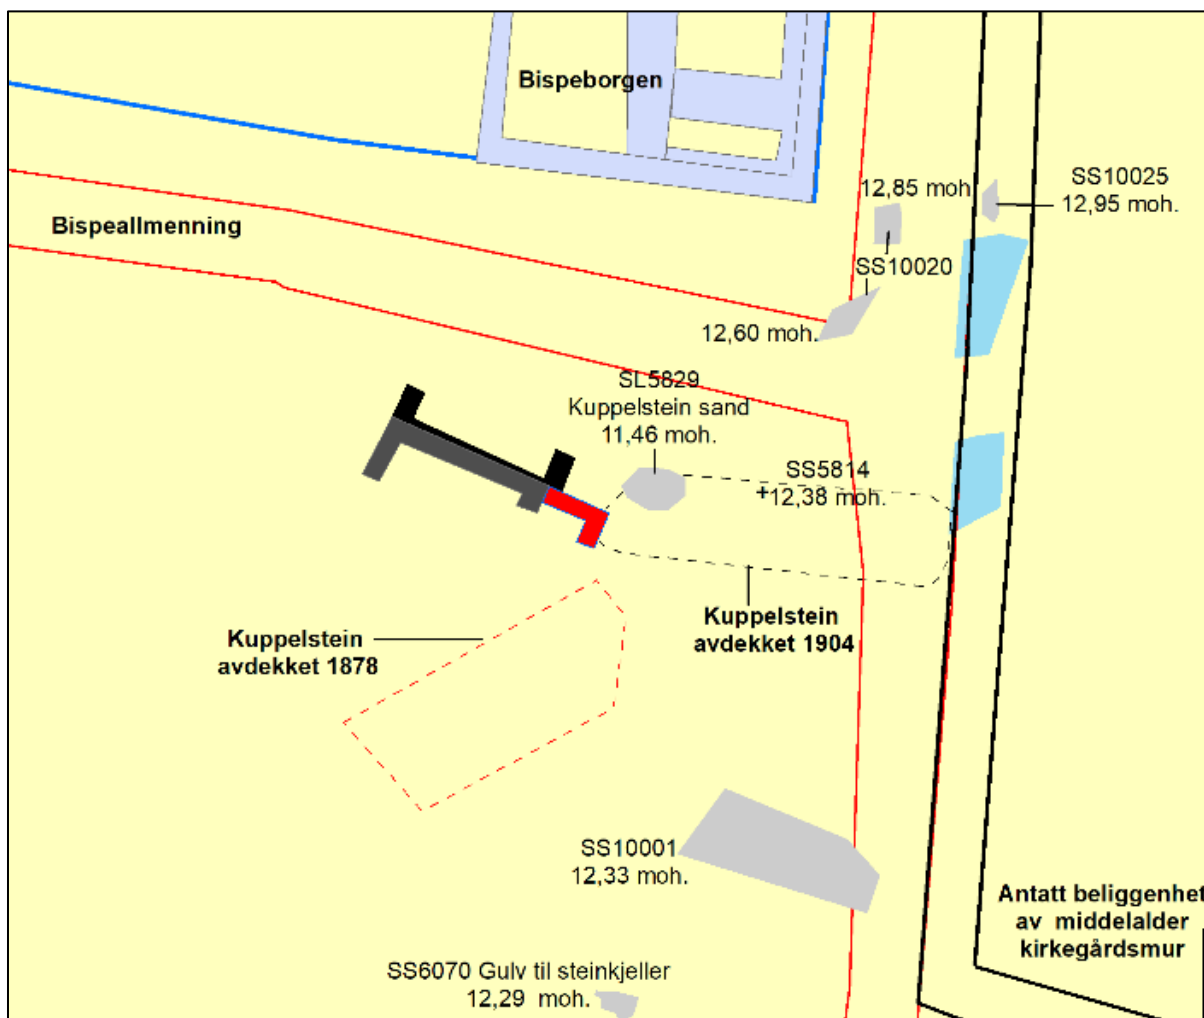 Bispeborgen
Bispeallmenning
12,85 moh.
SS10025
12,95 moh.
SS10020
12,60 moh.
SL5829
Kuppelstein sand
11,46 moh.
SS5814
12,38 moh.
Kuppelstein
avdekket 1904
Kuppelstein
avdekket 1878
SS10001
12,33 moh.
Antatt beliggenhet
av middelalder
kirkegårdsmur
SS6070 Gulv til steinkjeller
12,29 moh.